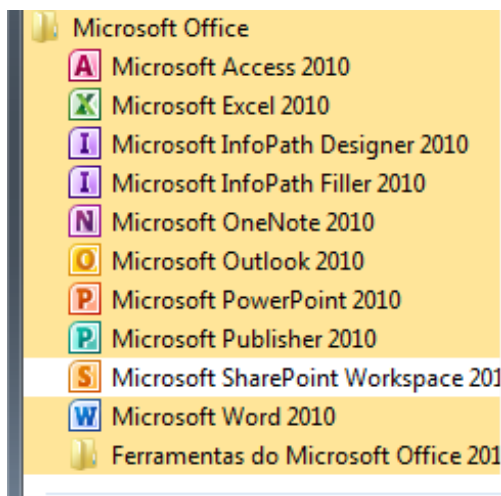 Microsoft Office
A Microsoft Access 2010
X Microsoft Excel 2010
I Microsoft InfoPath Designer 2010
I Microsoft InfoPath Filler 2010
N Microsoft OneNote 2010
O Microsoft Outlook 2010
P Microsoft PowerPoint 2010
P Microsoft Publisher 2010
S Microsoft SharePoint Workspace 201
W Microsoft Word 2010
Ferramentas do Microsoft Office 201